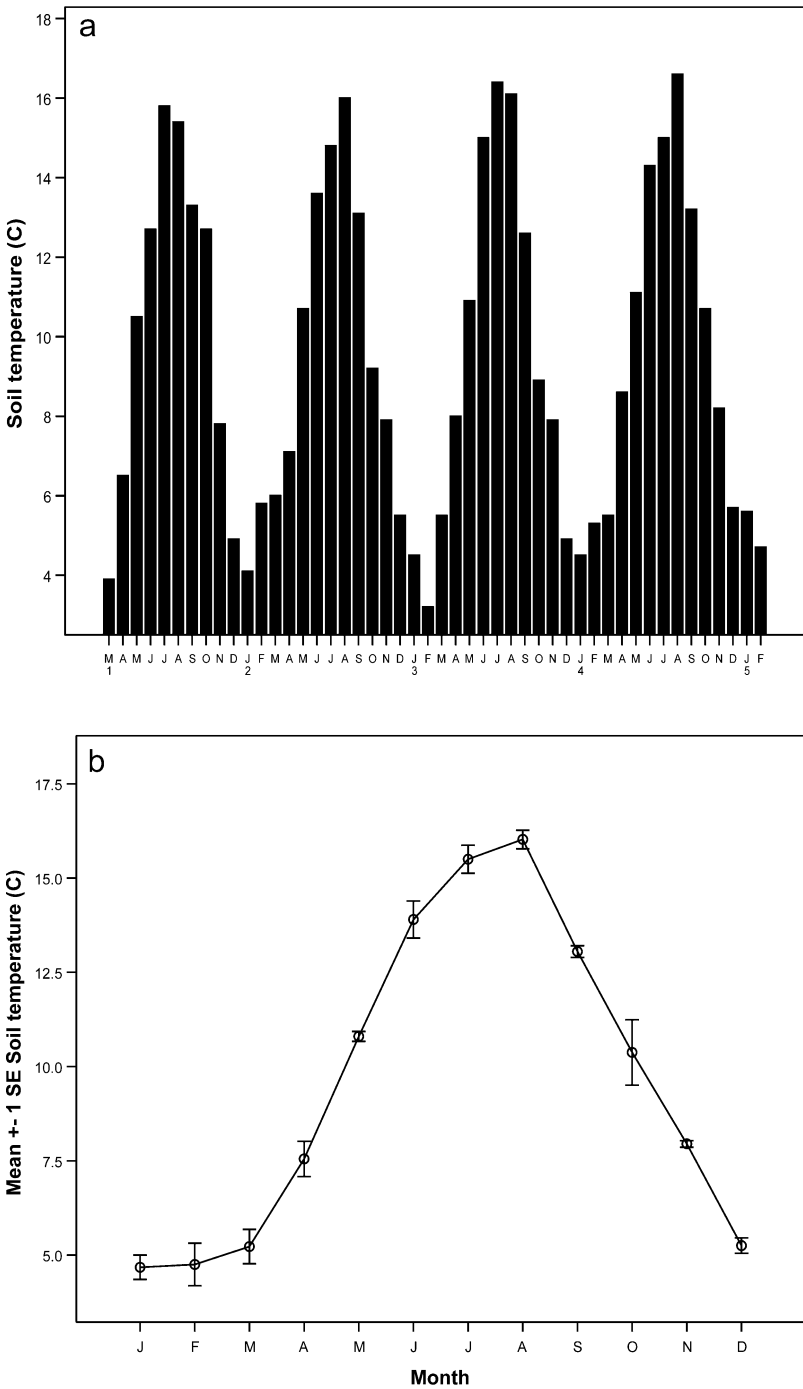 a
18
16
14
12
10
8
6
4
Soil temperature (C)
M A M J J A S O N D J F M A M J J A S O N D J F M A M J J A S O N D J F M A M J J A S O N D J F
1 2 3 4 5
b
17.5
15.0
12.5
10.0
7.5
5.0
Mean +- 1 SE Soil temperature (C)
J F M A M J J A S O N D
Month